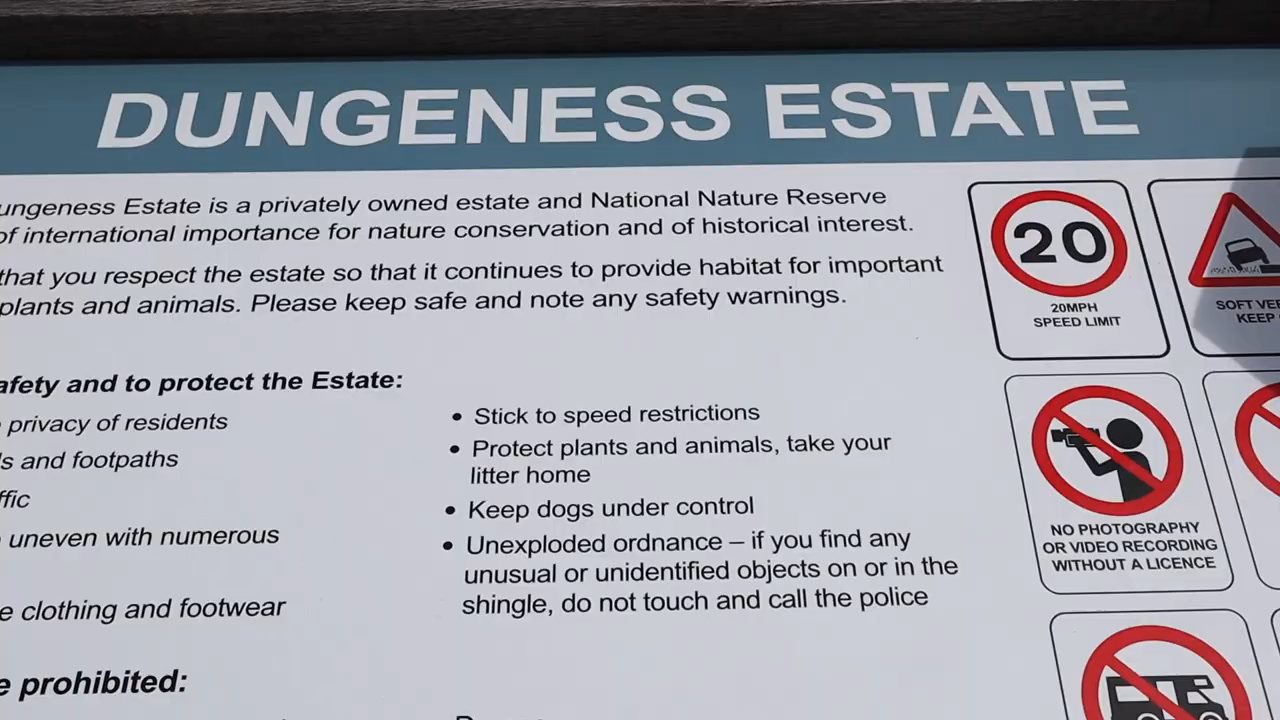 DUNGENESS ESTATE
ungeness Estate is a privately owned estate and National Nature Reserve
of international importance for nature conservation and of historical interest.
that you respect the estate so that it continues to provide habitat for important
plants and animals. Please keep safe and note any safety warnings.
afety and to protect the Estate:
privacy of residents
ls and footpaths
ffic
uneven with numerous
e clothing and footwear
e prohibited:
• Stick to speed restrictions
• Protect plants and animals, take your
litter home
• Keep dogs under control
• Unexploded ordnance – if you find any
unusual or unidentified objects on or in the
shingle, do not touch and call the police
20
20MPH
SPEED LIMIT
SOFT VER
KEEP
NO PHOTOGRAPHY
OR VIDEO RECORDING
WITHOUT A LICENCE